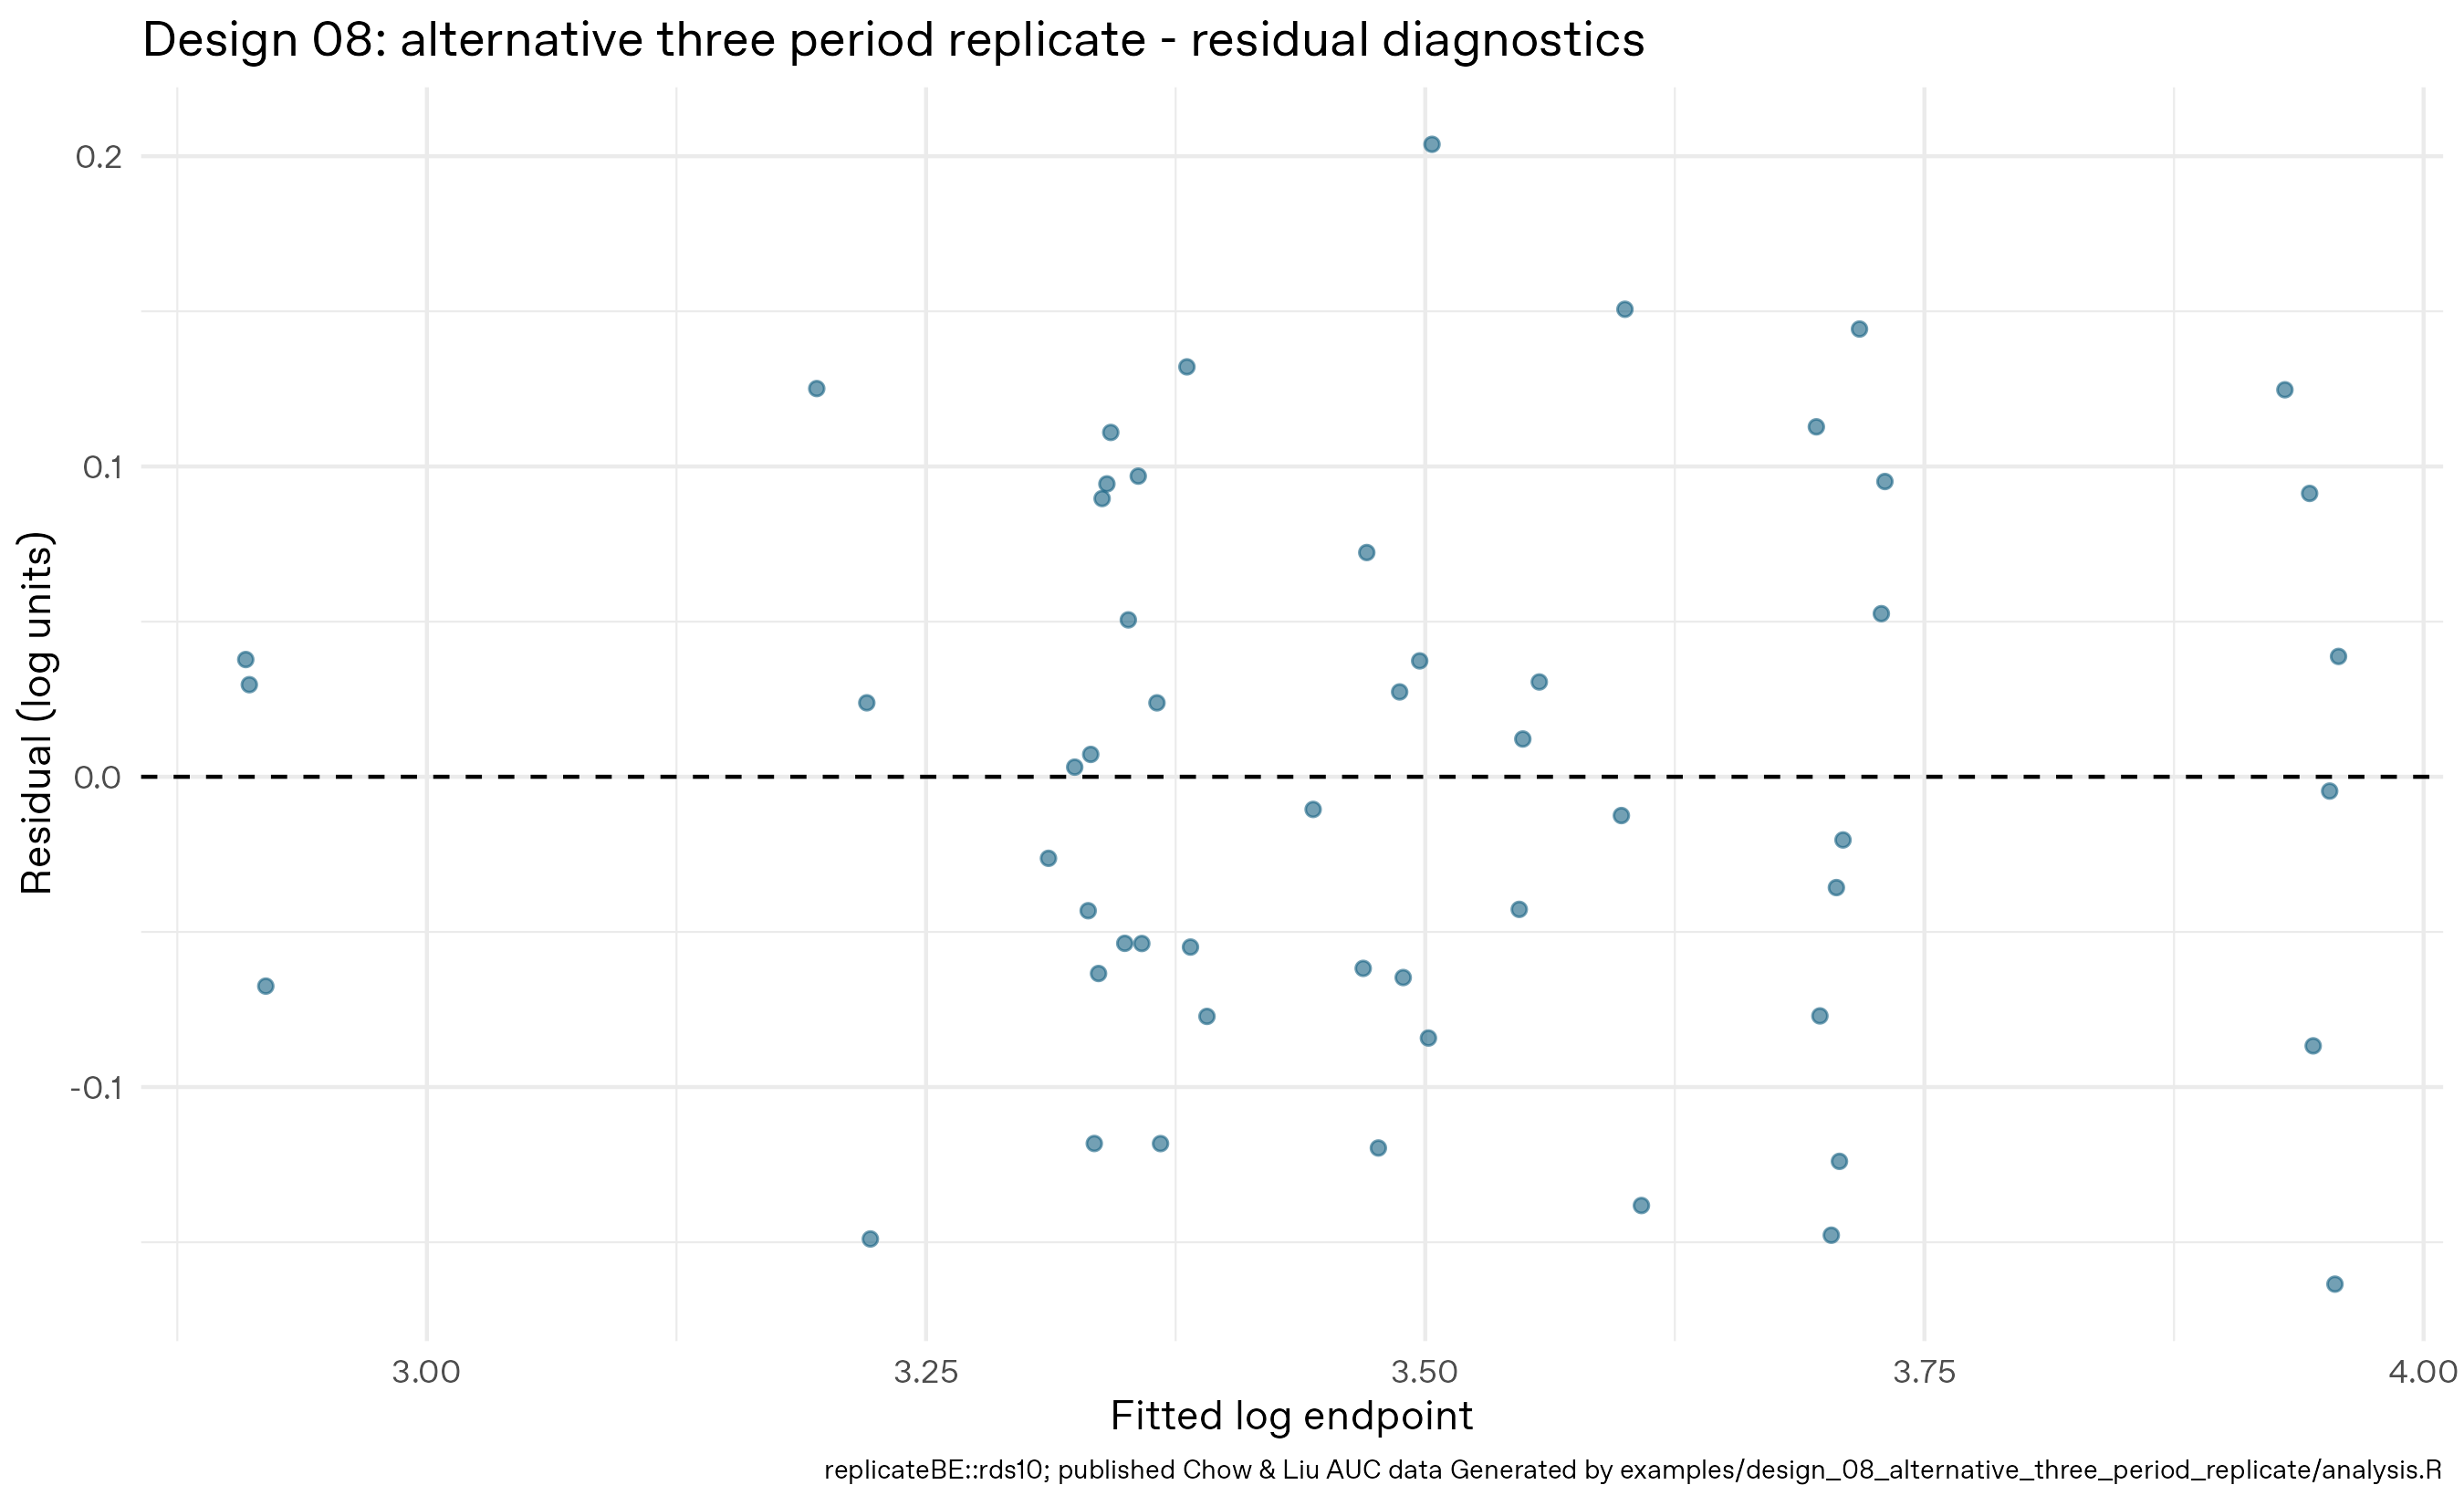 Design 08: alternative three period replicate - residual diagnostics
Residual (log units)
0.2
0.1
0.0
-0.1
3.00 3.25 3.50 3.75 4.00
Fitted log endpoint
replicateBE::rds10; published Chow & Liu AUC data Generated by examples/design_08_alternative_three_period_replicate/analysis.R